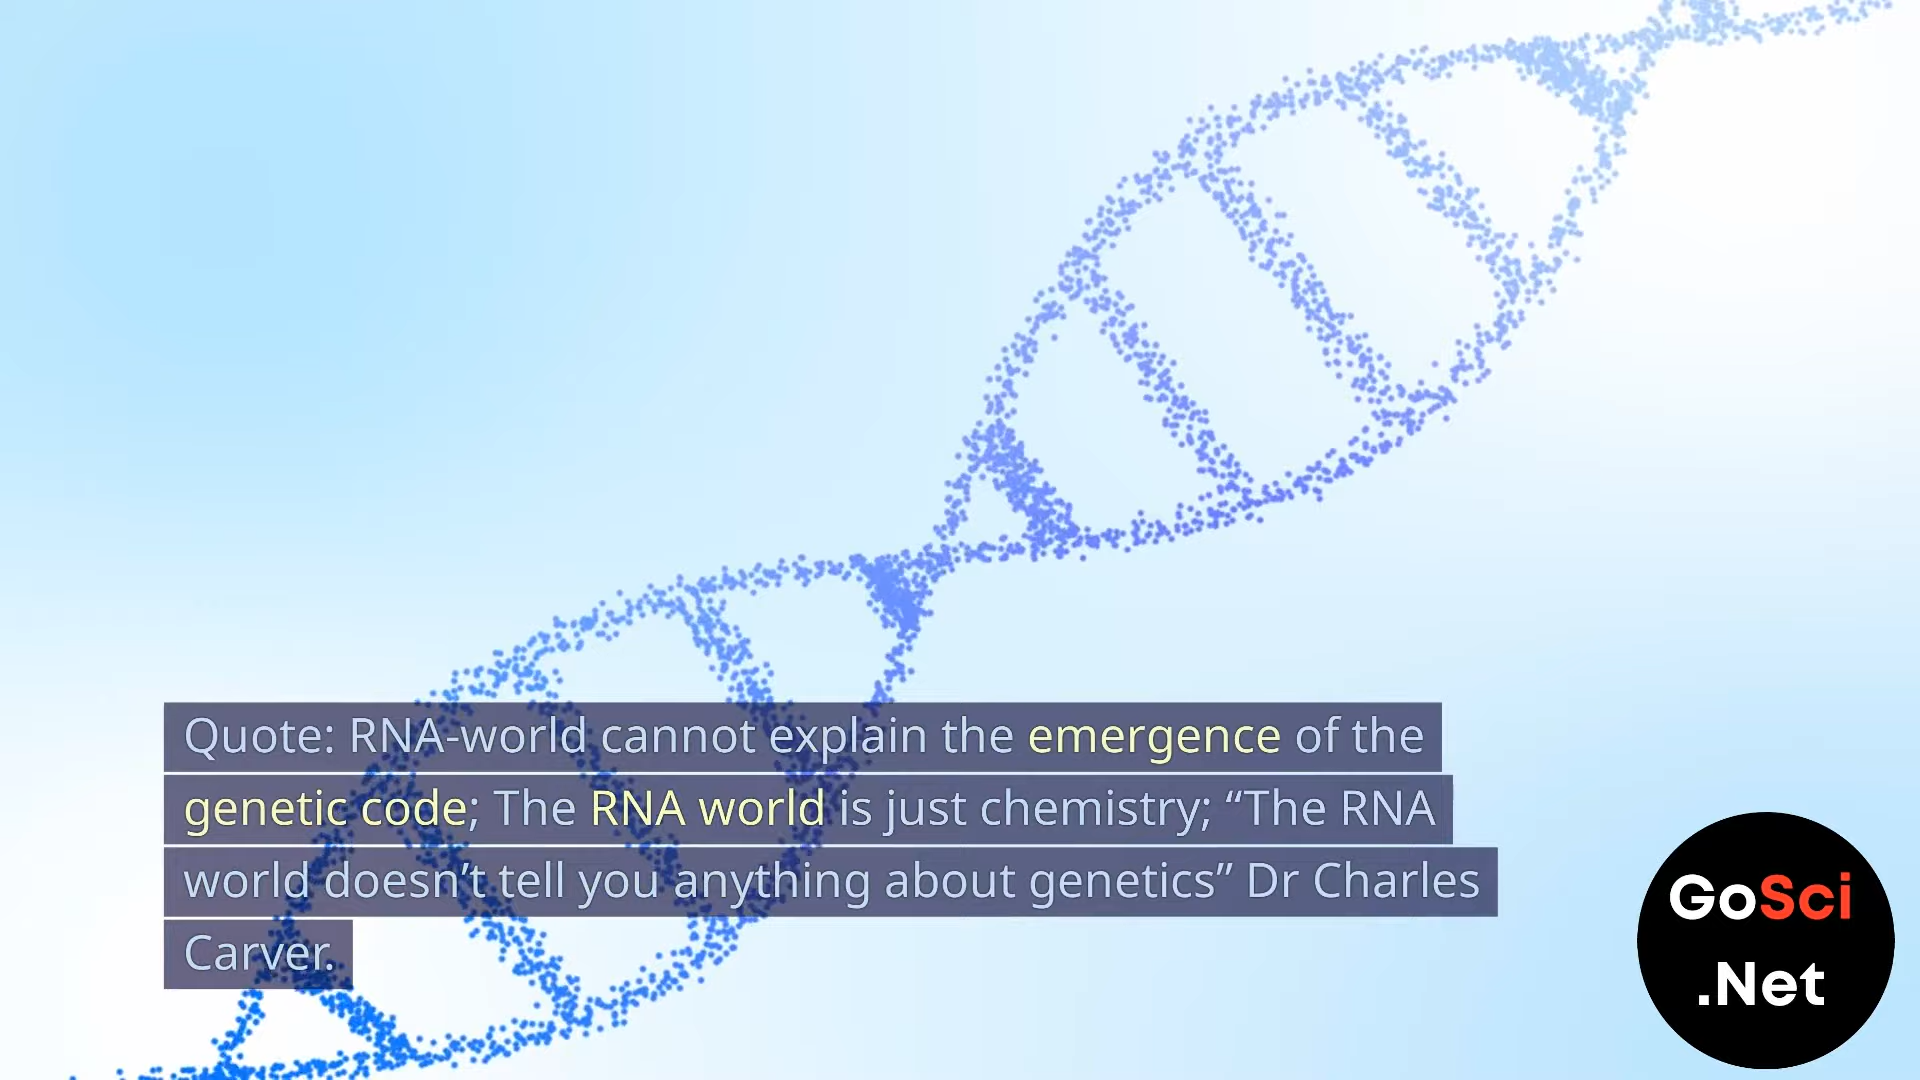 Quote: RNA-world cannot explain the emergence of the
genetic code; The RNA world is just chemistry; “The RNA
world doesn’t tell you anything about genetics” Dr Charles
Carver.
GoSci
.Net